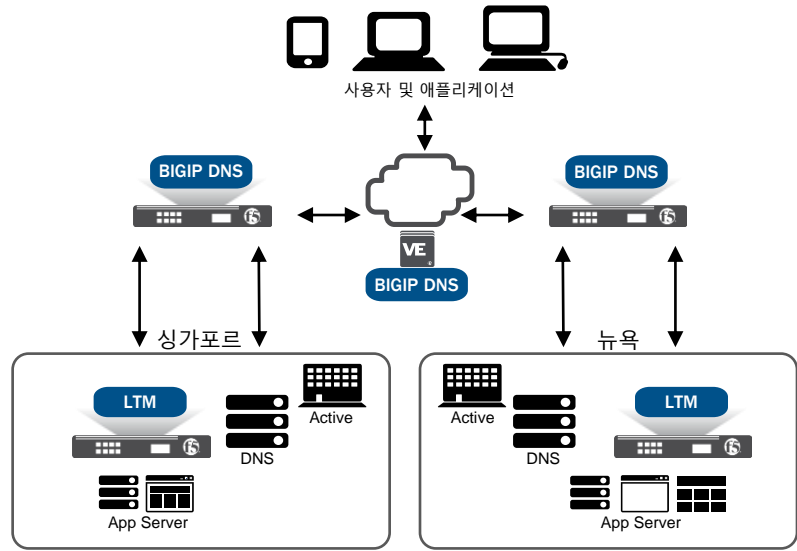 사용자 및 애플리케이션
BIGIP DNS
BIGIP DNS
VE
BIGIP DNS
싱가포르
뉴욕
LTM
Active
DNS
App Server
Active
DNS
LTM
App Server